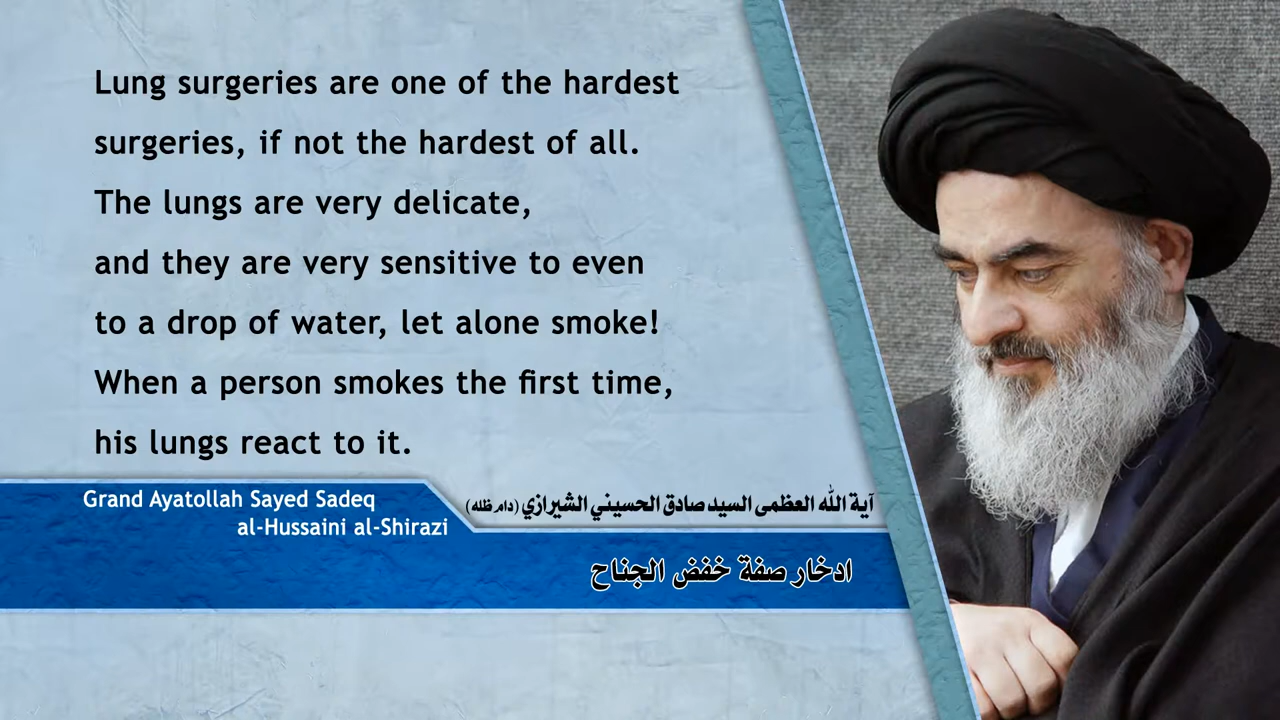 Lung surgeries are one of the hardest
surgeries, if not the hardest of all.
The lungs are very delicate,
and they are very sensitive to even
to a drop of water, let alone smoke!
When a person smokes the first time,
his lungs react to it.
Grand Ayatollah Sayed Sadeq
al-Hussaini al-Shirazi
آية الله العظمى السيد صادق الحسيني الشيرازي (دام ظله)
ادخار صفة خفض الجناح